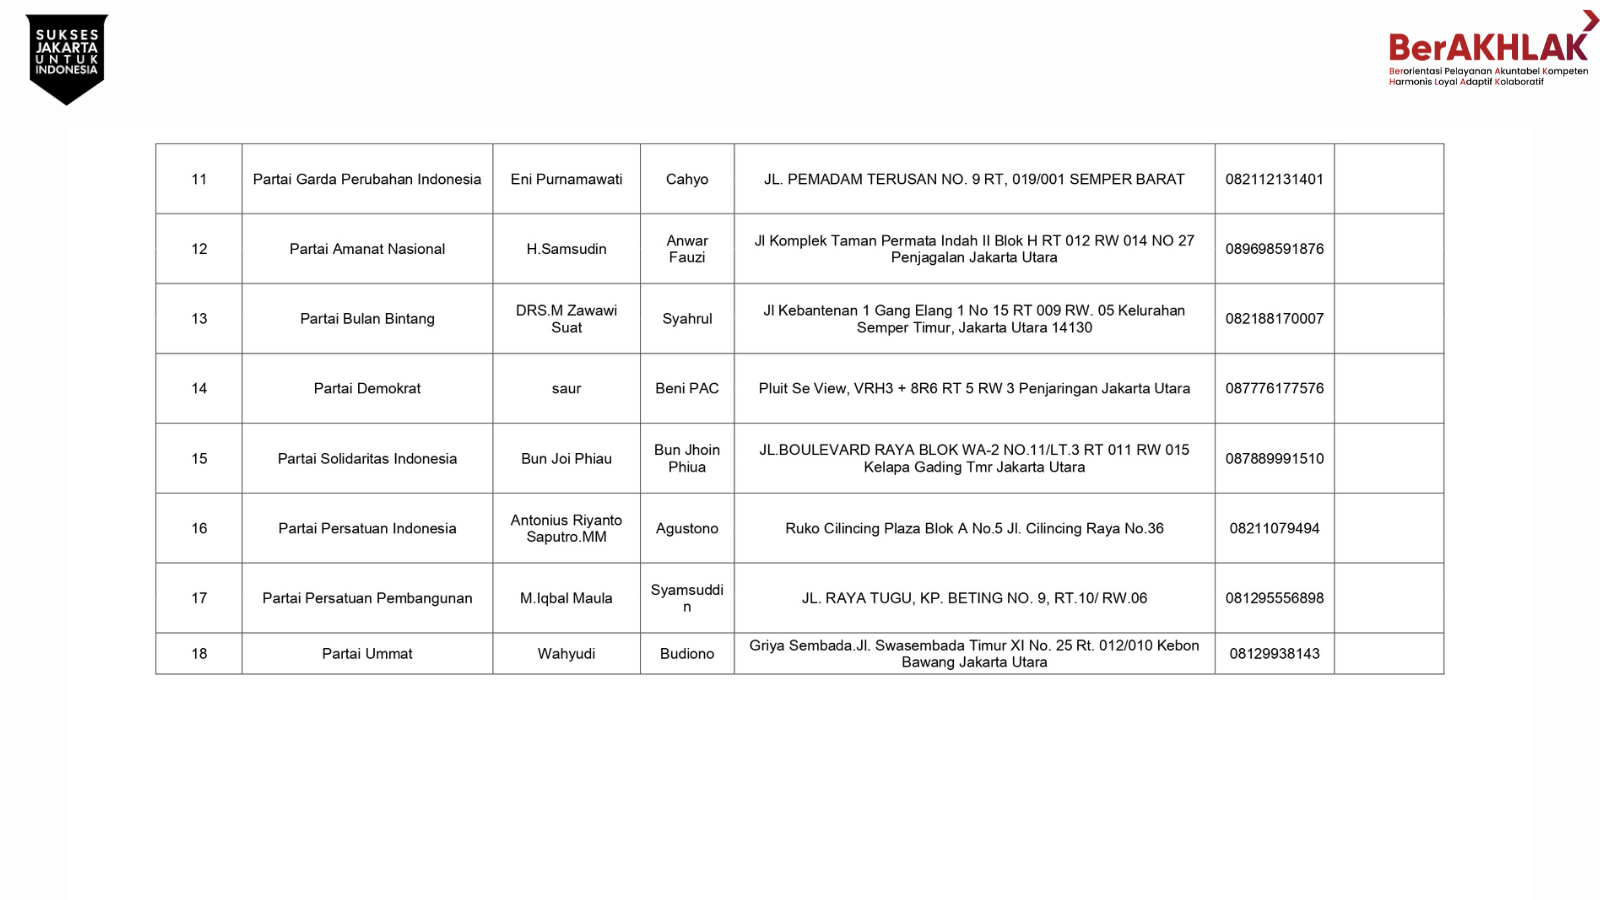 SUKSES
JAKARTA
UNTUK
INDONESIA
BerAKHLAK
Berorientasi Pelayanan Akuntabel Kompeten
Harmonis Loyal Adaptif Kolaboratif
11 Partai Garda Perubahan Indonesia Eni Purnamawati Cahyo JL. PEMADAM TERUSAN NO. 9 RT, 019/001 SEMPER BARAT 082112131401
12 Partai Amanat Nasional H.Samsudin Anwar
Fauzi Jl Komplek Taman Permata Indah II Blok H RT 012 RW 014 NO 27
Penjagalan Jakarta Utara 089698591876
13 Partai Bulan Bintang DRS.M Zawawi
Suat Syahrul Jl Kebantenan 1 Gang Elang 1 No 15 RT 009 RW. 05 Kelurahan
Semper Timur, Jakarta Utara 14130 082188170007
14 Partai Demokrat saur Beni PAC Pluit Se View, VRH3 + 8R6 RT 5 RW 3 Penjaringan Jakarta Utara 087776177576
15 Partai Solidaritas Indonesia Bun Joi Phiau Bun Jhoin
Phiua JL.BOULEVARD RAYA BLOK WA-2 NO.11/LT.3 RT 011 RW 015
Kelapa Gading Tmr Jakarta Utara 087889991510
16 Partai Persatuan Indonesia Antonius Riyanto
Saputro.MM Agustono Ruko Cilincing Plaza Blok A No.5 Jl. Cilincing Raya No.36 08211079494
17 Partai Persatuan Pembangunan M.Iqbal Maula Syamsuddi
n JL. RAYA TUGU, KP. BETING NO. 9, RT.10/ RW.06 081295556898
18 Partai Ummat Wahyudi Budiono Griya Sembada.Jl. Swasembada Timur XI No. 25 Rt. 012/010 Kebon
Bawang Jakarta Utara 08129938143